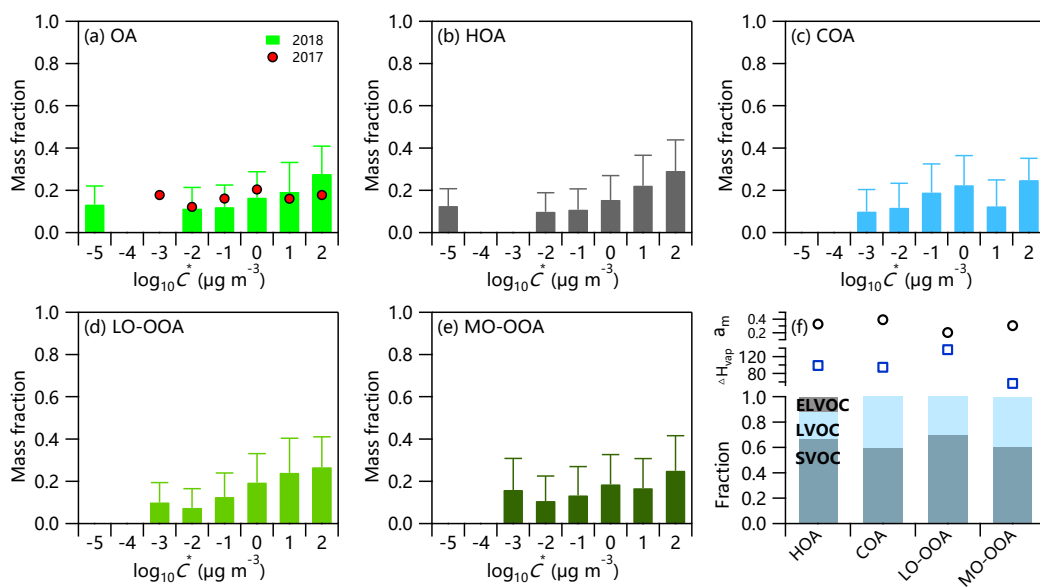 (a) OA
2018
2017
Mass fraction
1.0
0.8
0.6
0.4
0.2
0.0
-5 -4 -3 -2 -1 0 1 2
log10C* (µg m-3)
(b) HOA
Mass fraction
1.0
0.8
0.6
0.4
0.2
0.0
-5 -4 -3 -2 -1 0 1 2
log10C* (µg m-3)
(c) COA
Mass fraction
1.0
0.8
0.6
0.4
0.2
0.0
-5 -4 -3 -2 -1 0 1 2
log10C* (µg m-3)
(d) LO-OOA
Mass fraction
1.0
0.8
0.6
0.4
0.2
0.0
-5 -4 -3 -2 -1 0 1 2
log10C* (µg m-3)
(e) MO-OOA
Mass fraction
1.0
0.8
0.6
0.4
0.2
0.0
-5 -4 -3 -2 -1 0 1 2
log10C* (µg m-3)
(f)
am
0.4
0.2
△Hvap
120
80
Fraction
1.0
0.8
0.6
0.4
0.2
0.0
ELVOC
LVOC
SVOC
HOA
COA
LO-OOA
MO-OOA